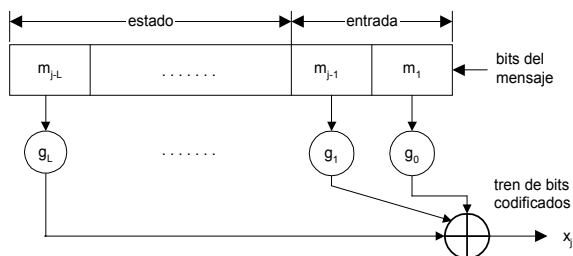 estado
entrada
m_{j-L}
. . . . . . .
m_{j-1}
m_1
bits del
mensaje
g_L
. . . . . . .
g_1
g_0
tren de bits
codificados
x_j